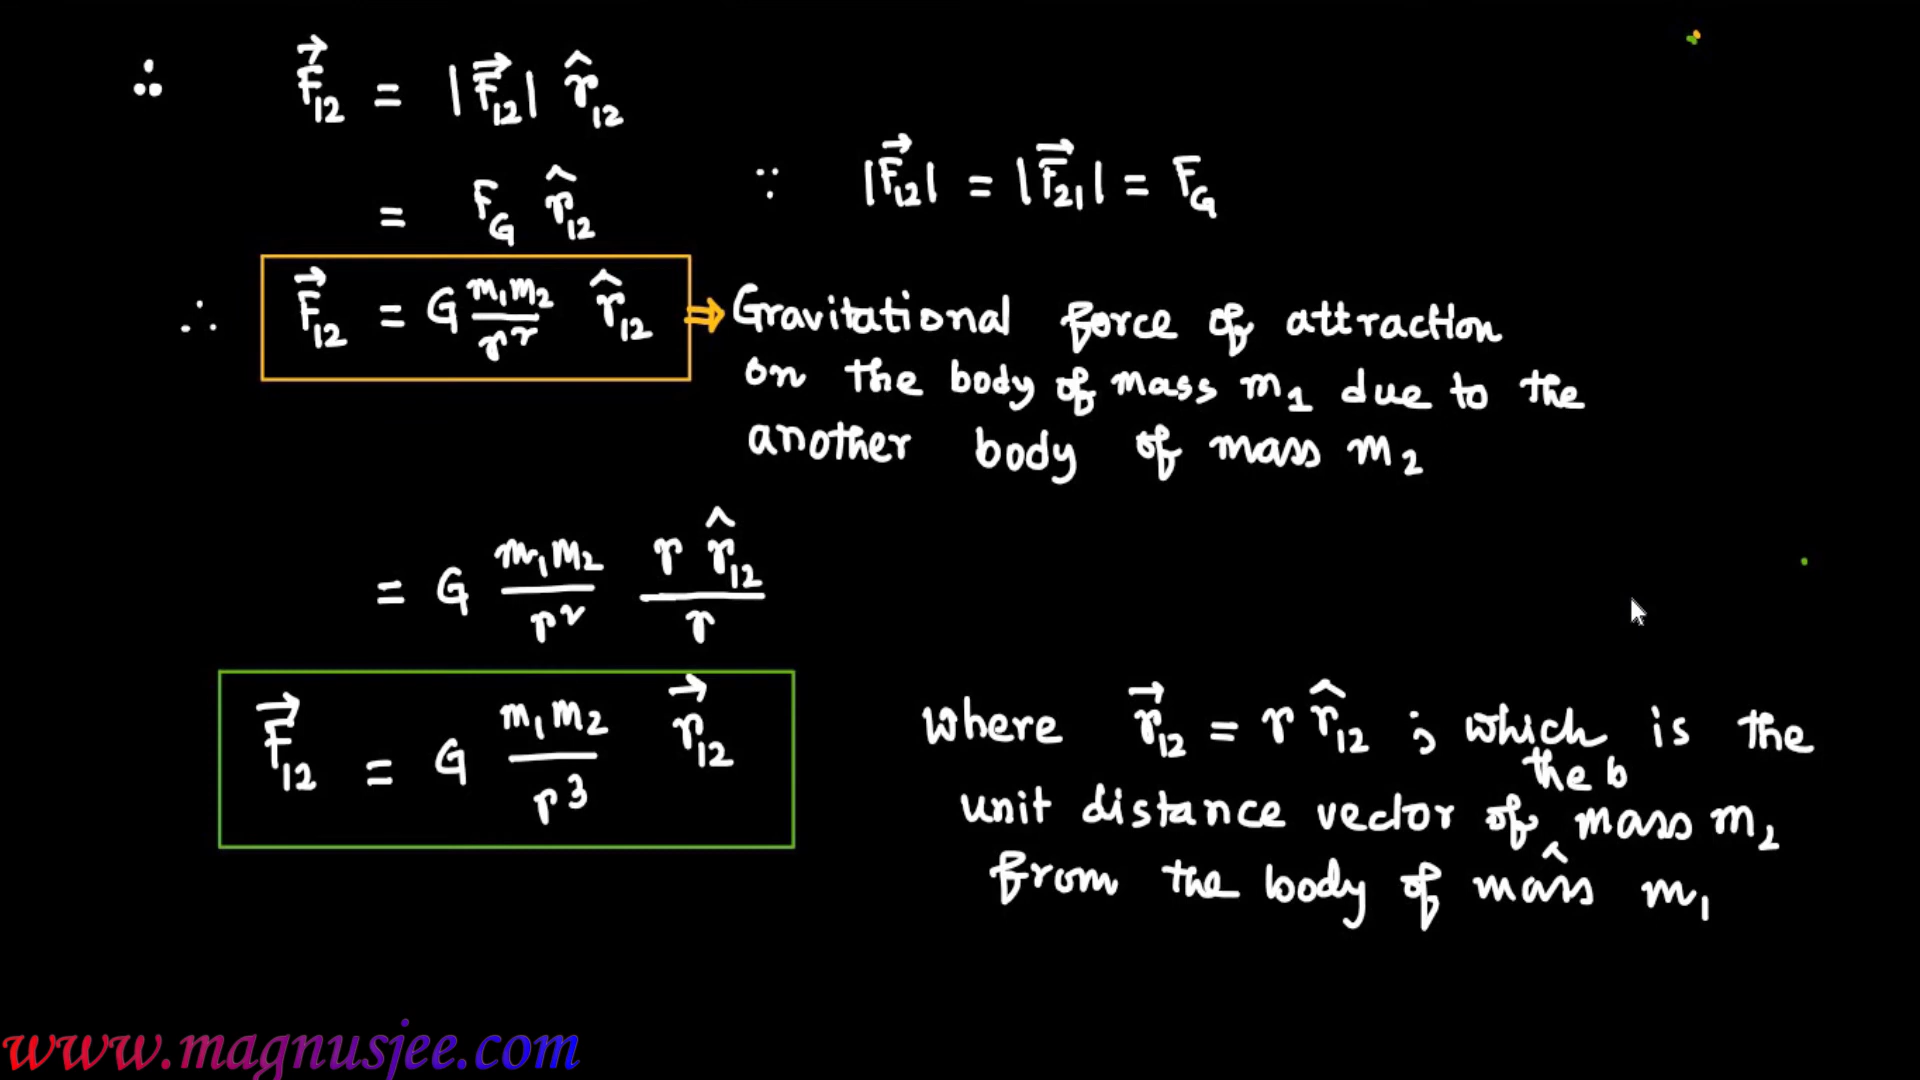 ∴ F⃗₁₂ = |F⃗₁₂| r̂₁₂
= F_G r̂₁₂ ∵ |F⃗₁₂| = |F⃗₂₁| = F_G
∴ F⃗₁₂ = G m₁m₂/r² r̂₁₂ ⇒ Gravitational force of attraction
on the body of mass m₁ due to the
another body of mass m₂
= G m₁m₂/r² r r̂₁₂/r
F⃗₁₂ = G m₁m₂/r³ r⃗₁₂
where r⃗₁₂ = r r̂₁₂ ; which is the
the b
unit distance vector of ^ mass m₂
from the body of mass m₁
www.magnusjee.com